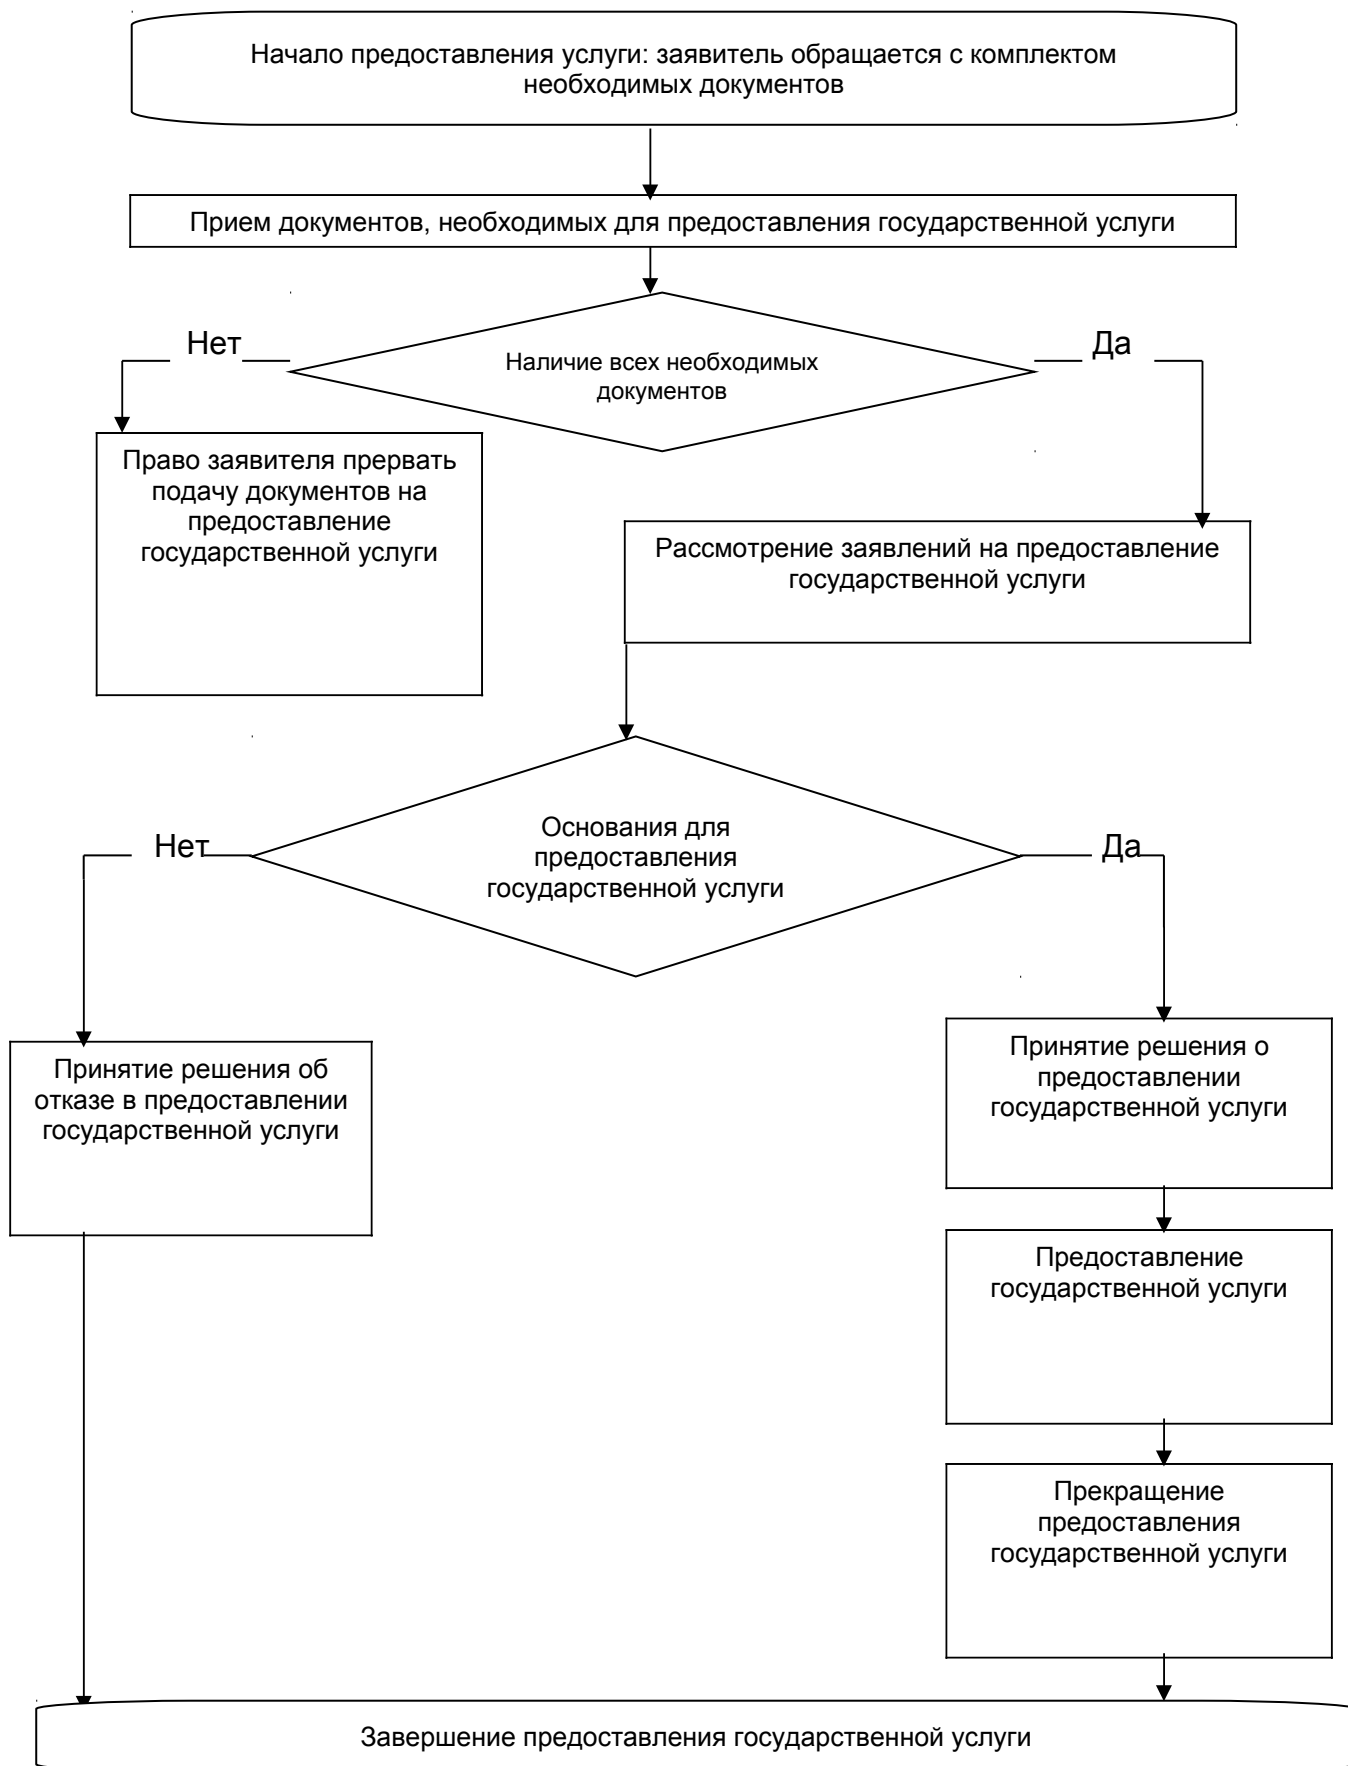 Начало предоставления услуги: заявитель обращается с комплектом
необходимых документов
Прием документов, необходимых для предоставления государственной услуги
Нет
Да
Наличие всех необходимых
документов
Право заявителя прервать
подачу документов на
предоставление
государственной услуги
Рассмотрение заявлений на предоставление
государственной услуги
Основания для
предоставления
государственной услуги
Нет
Да
Принятие решения об
отказе в предоставлении
государственной услуги
Принятие решения о
предоставлении
государственной услуги
Предоставление
государственной услуги
Прекращение
предоставления
государственной услуги
Завершение предоставления государственной услуги